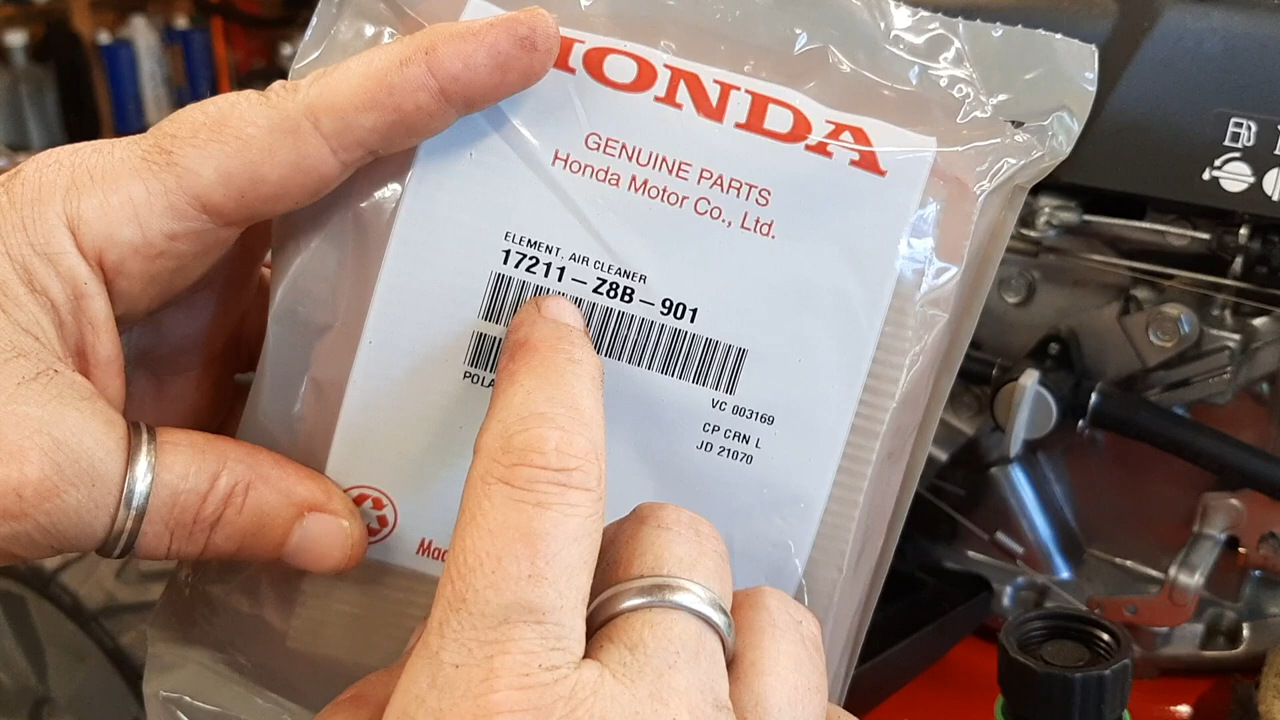 HONDA
GENUINE PARTS
Honda Motor Co., Ltd.
ELEMENT, AIR CLEANER
17211-Z8B-901
VC 003169
CP CRN L
JD 21070